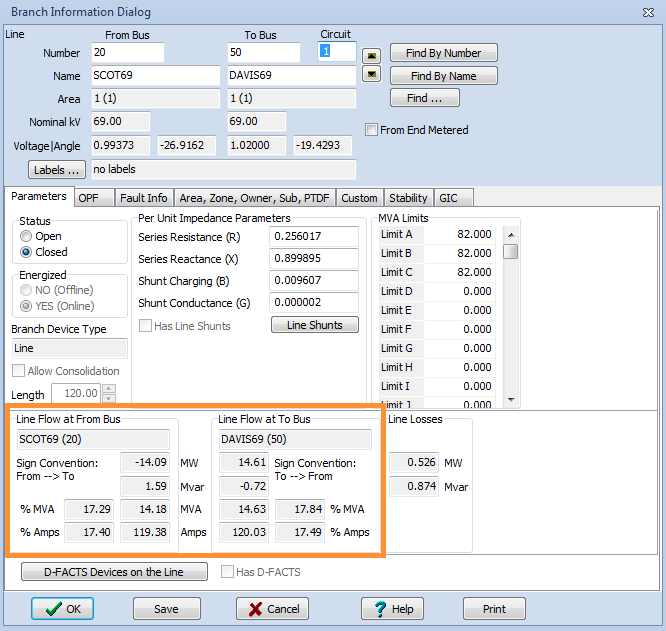 Branch Information Dialog
Line From Bus To Bus Circuit
Number 20 50 1 Find By Number
Name SCOT69 DAVIS69 Find By Name
Area 1 (1) 1 (1) Find ...
Nominal kV 69.00 69.00
From End Metered
Voltage|Angle 0.99373 -26.9162 1.02000 -19.4293
Labels ... no labels
Parameters OPF Fault Info Area, Zone, Owner, Sub, PTDF Custom Stability GIC
Status
Open
Closed
Energized
NO (Offline)
YES (Online)
Branch Device Type
Line
Allow Consolidation
Length 120.00
Per Unit Impedance Parameters
Series Resistance (R) 0.256017
Series Reactance (X) 0.899895
Shunt Charging (B) 0.009607
Shunt Conductance (G) 0.000002
Has Line Shunts Line Shunts
MVA Limits
Limit A 82.000
Limit B 82.000
Limit C 82.000
Limit D 0.000
Limit E 0.000
Limit F 0.000
Limit G 0.000
Limit H 0.000
Limit I 0.000
Limit J 0.000
Line Flow at From Bus
SCOT69 (20)
Sign Convention: -14.09 MW
From --> To 1.59 Mvar
% MVA 17.29 14.18 MVA
% Amps 17.40 119.38 Amps
Line Flow at To Bus
DAVIS69 (50)
14.61 Sign Convention:
-0.72 To --> From
14.63 17.84 % MVA
120.03 17.49 % Amps
Line Losses
0.526 MW
0.874 Mvar
D-FACTS Devices on the Line Has D-FACTS
OK Save Cancel ? Help Print